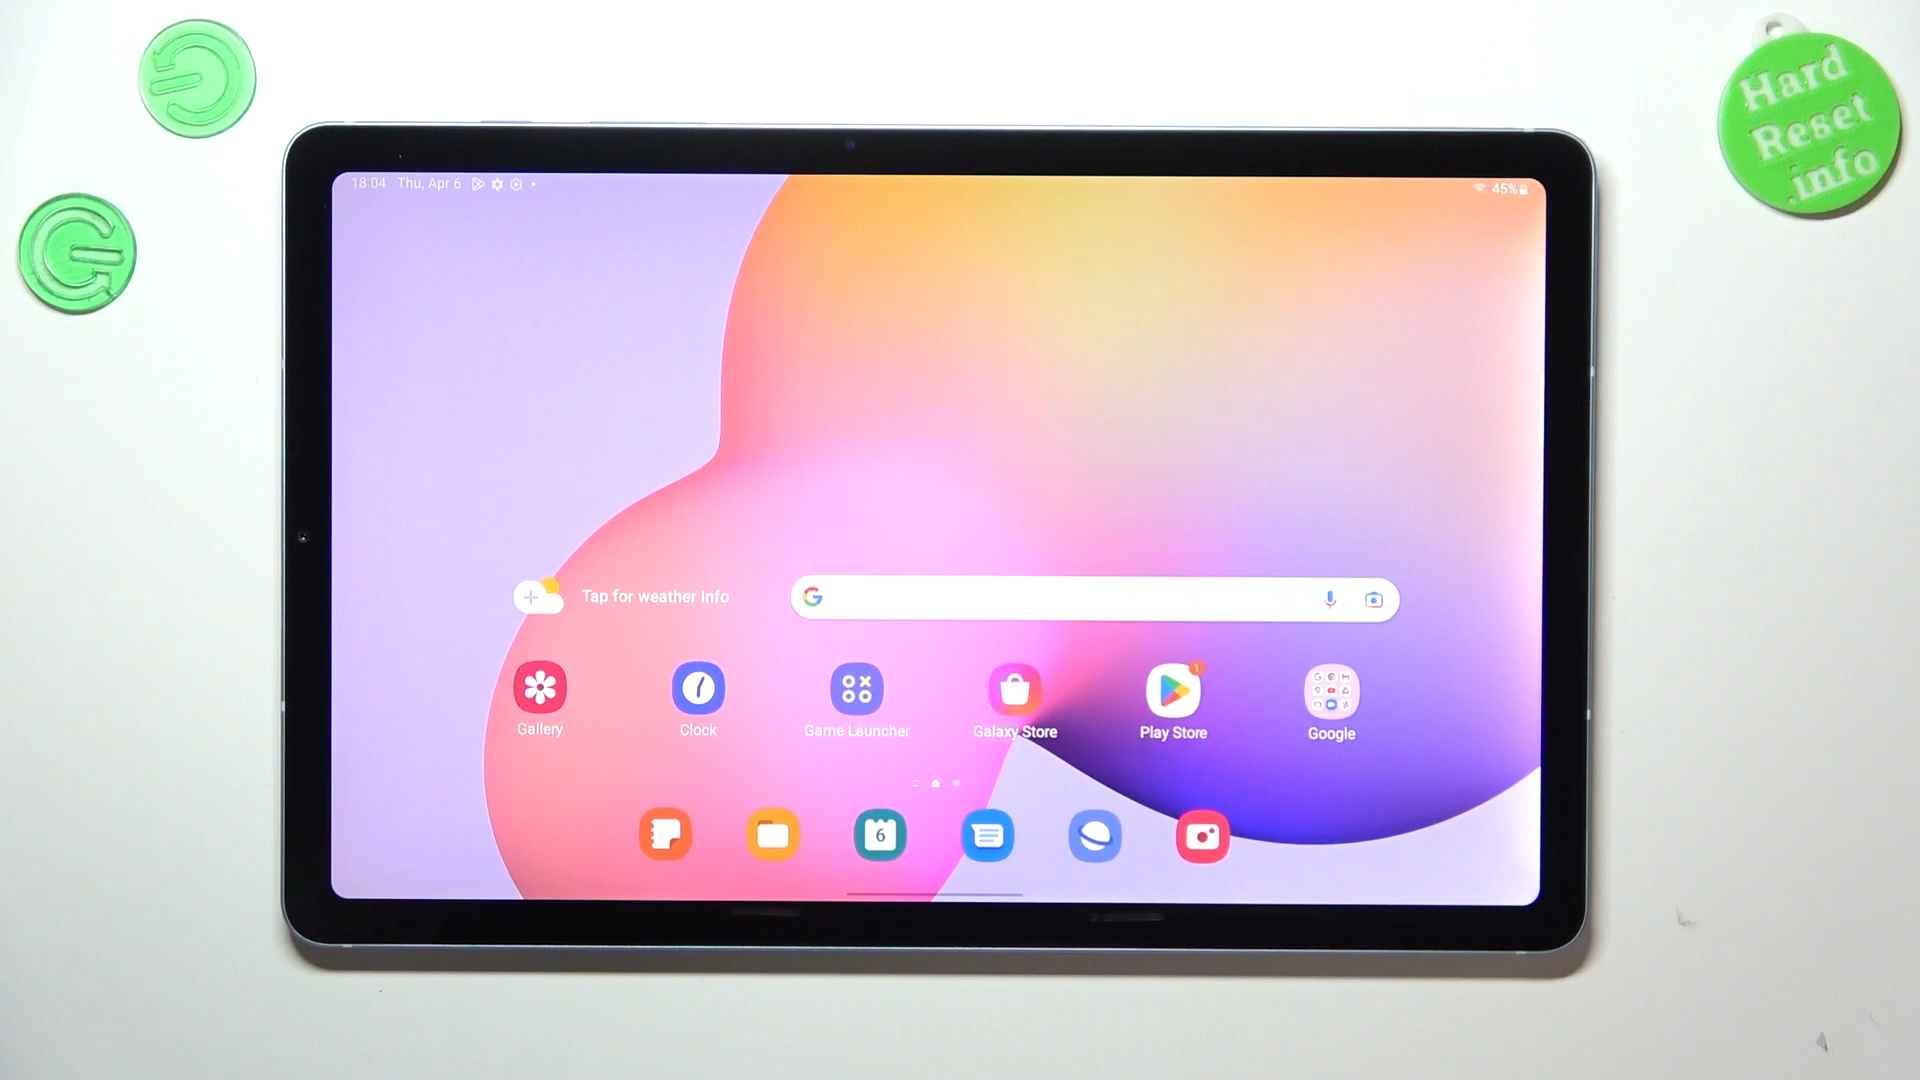 Hard
Reset
.info
18:04 Thu, Apr 6
45%
Tap for weather info
G
Gallery
Clock
Game Launcher
Galaxy Store
Play Store
1
Google
6